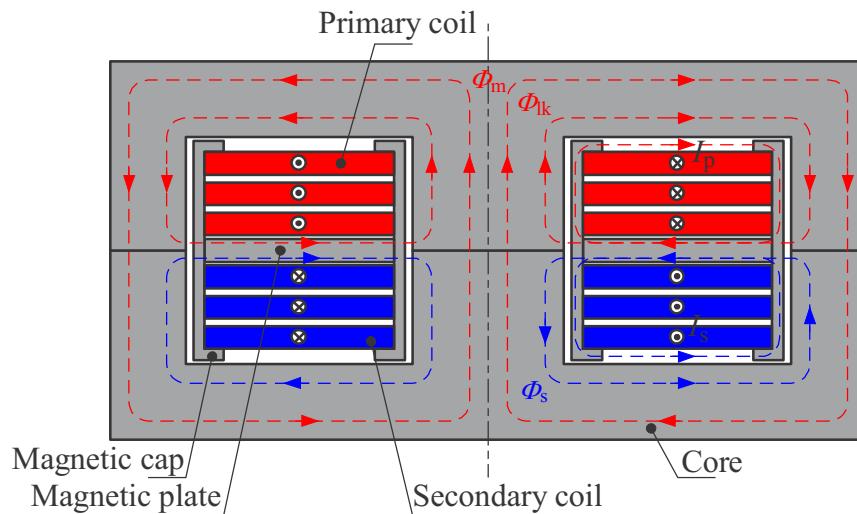 Primary coil
Φm
Φlk
Ip
Is
Φs
Magnetic cap
Core
Magnetic plate
Secondary coil